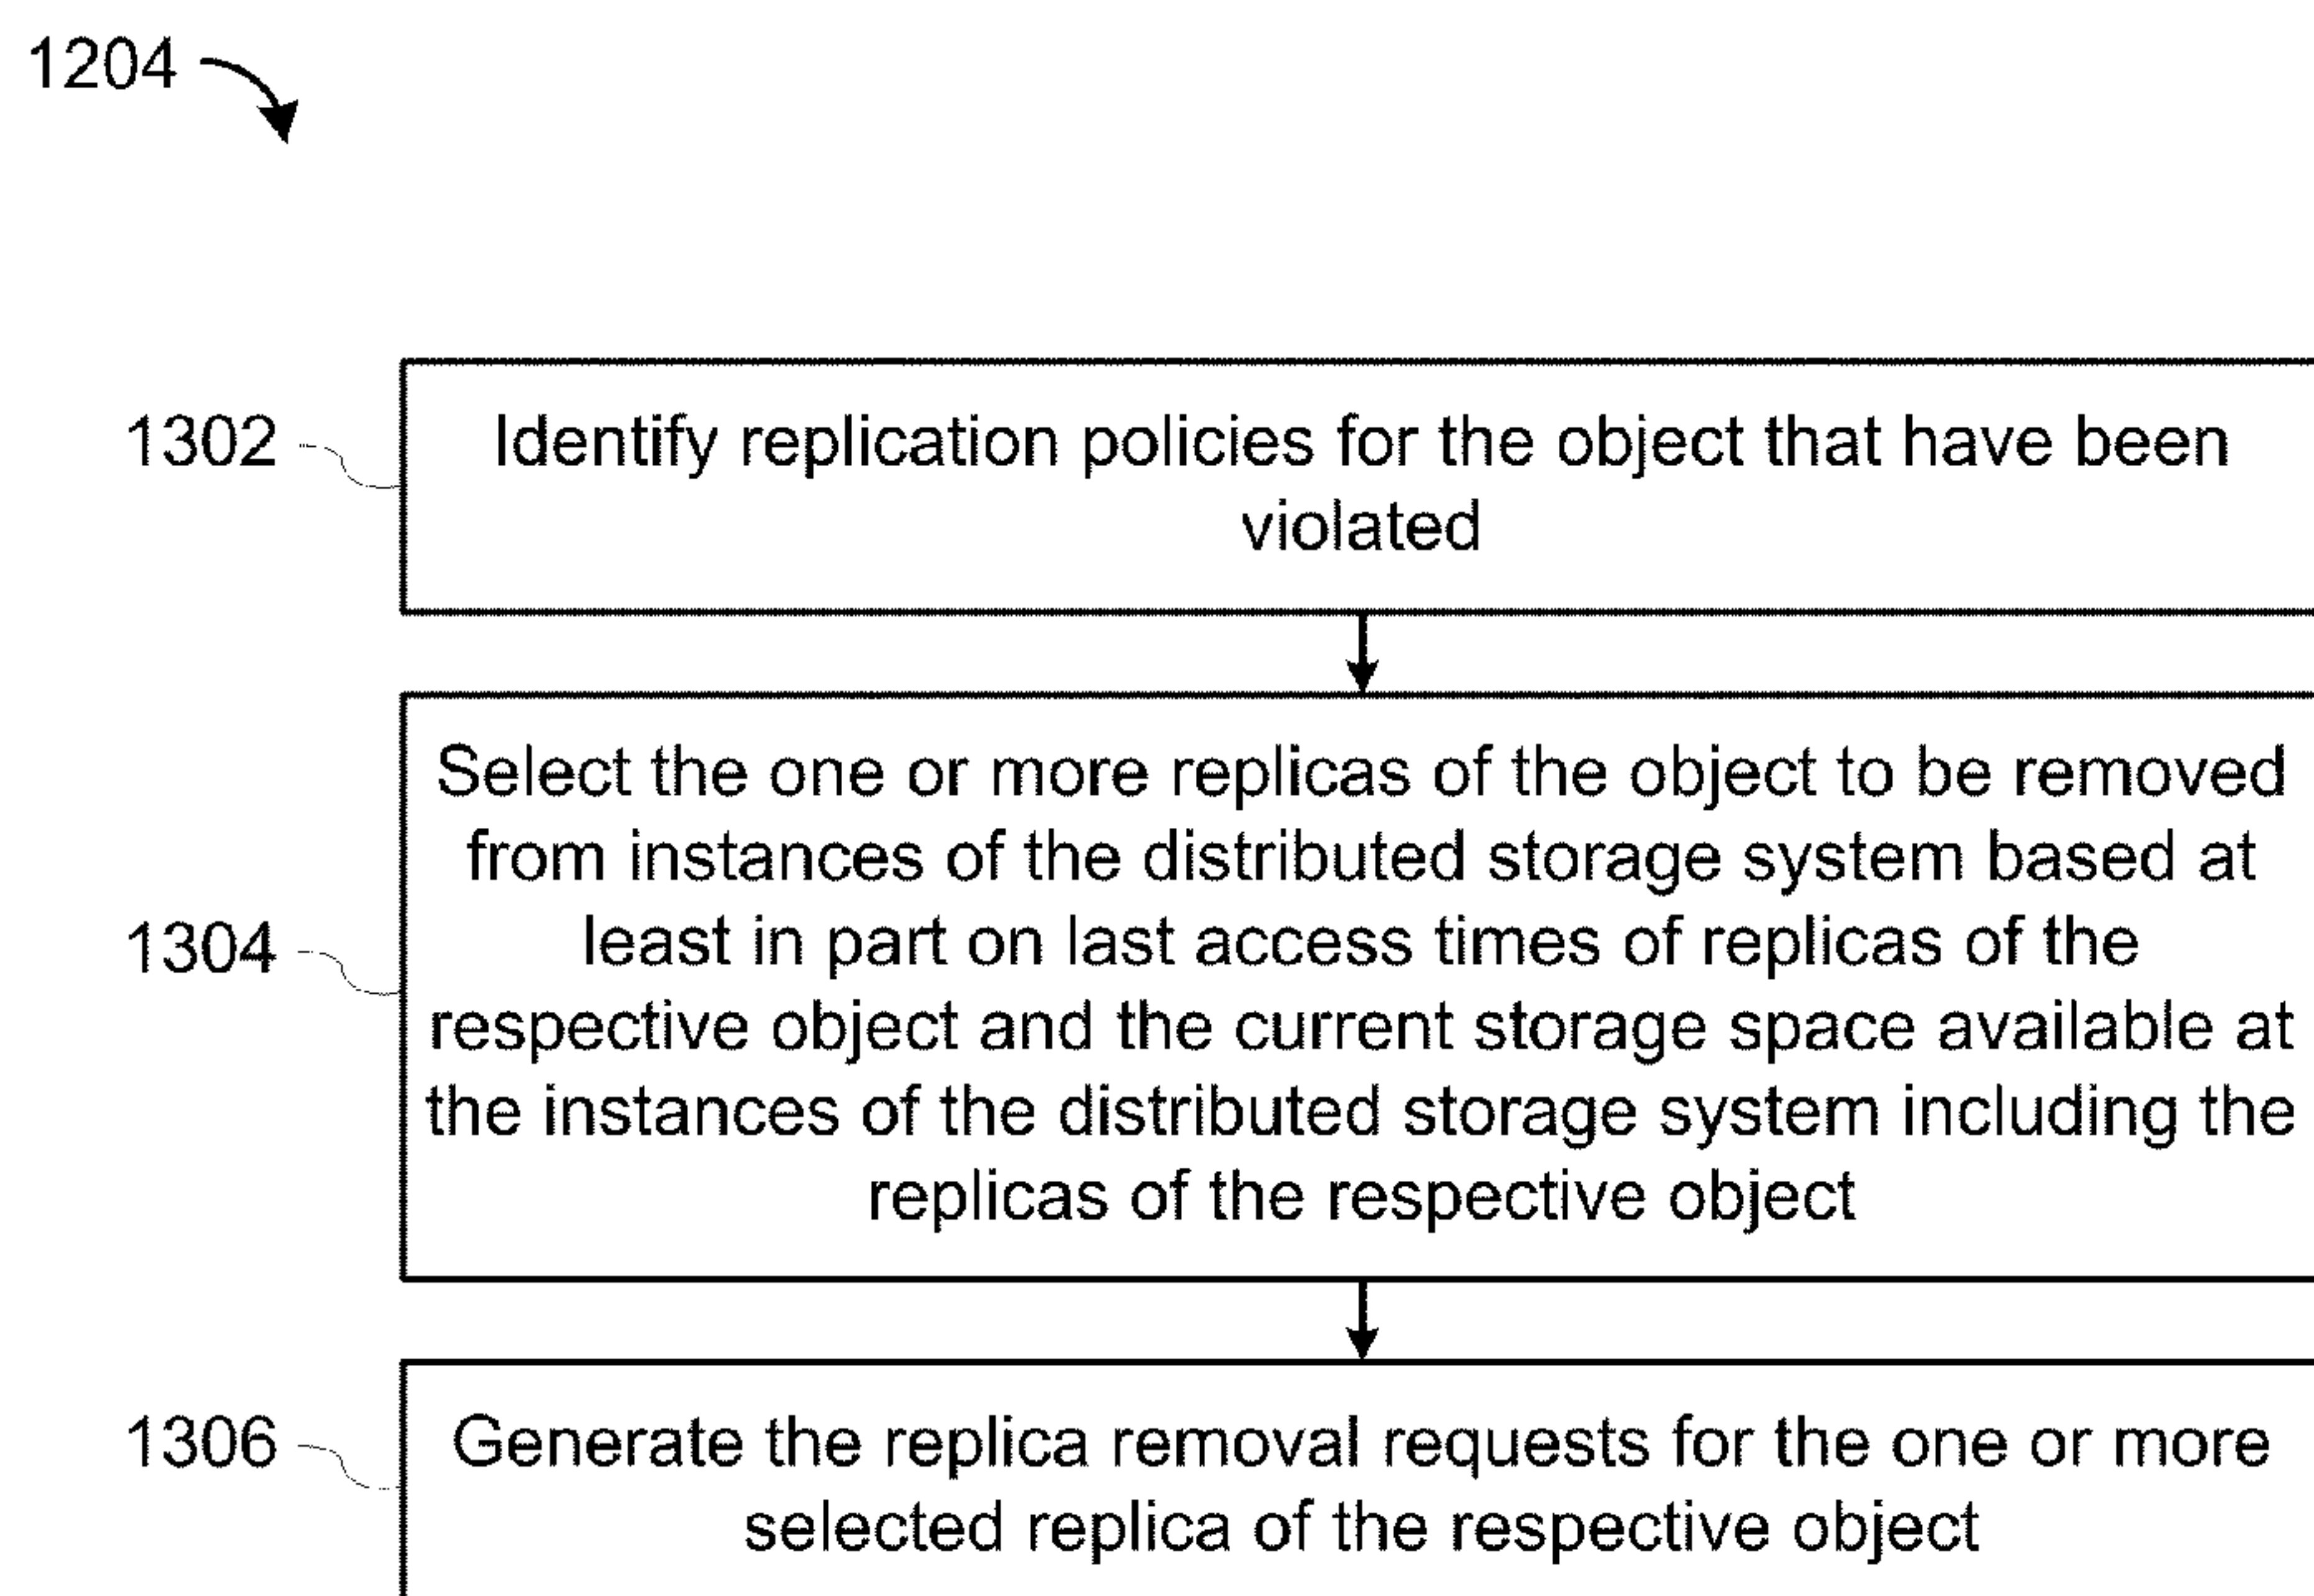 1204
1302
Identify replication policies for the object that have been
violated
1304
Select the one or more replicas of the object to be removed
from instances of the distributed storage system based at
least in part on last access times of replicas of the
respective object and the current storage space available at
the instances of the distributed storage system including the
replicas of the respective object
1306
Generate the replica removal requests for the one or more
selected replica of the respective object